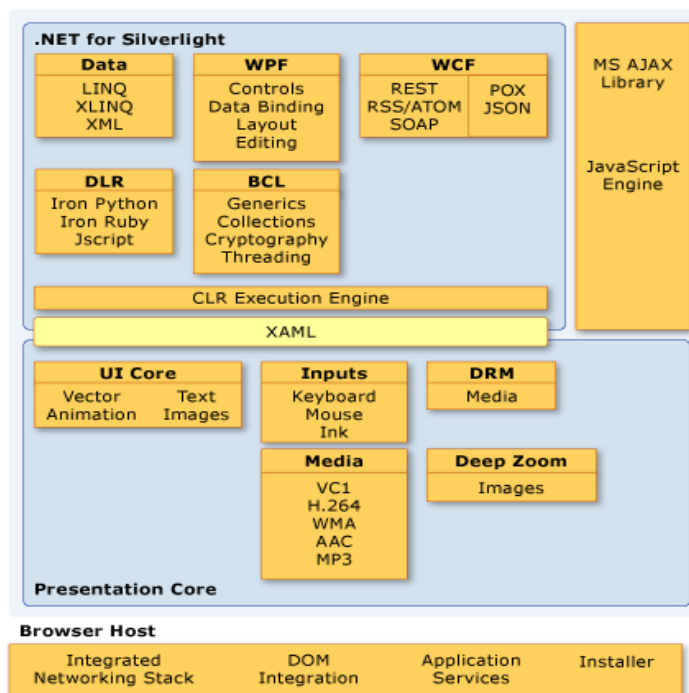 .NET for Silverlight
Data
LINQ
XLINQ
XML
WPF
Controls
Data Binding
Layout
Editing
WCF
REST
RSS/ATOM
SOAP
POX
JSON
MS AJAX
Library
JavaScript
Engine
DLR
Iron Python
Iron Ruby
Jscript
BCL
Generics
Collections
Cryptography
Threading
CLR Execution Engine
XAML
UI Core
Vector Text
Animation Images
Inputs
Keyboard
Mouse
Ink
DRM
Media
Media
VC1
H.264
WMA
AAC
MP3
Deep Zoom
Images
Presentation Core
Browser Host
Integrated
Networking Stack
DOM
Integration
Application
Services
Installer